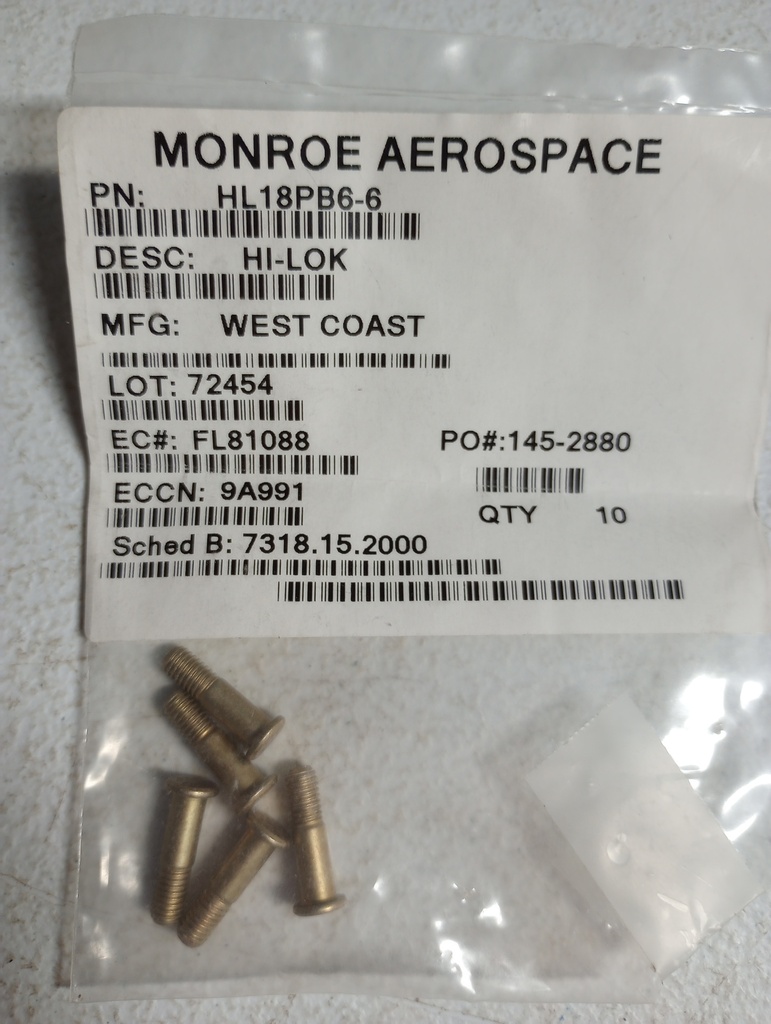 MONROE AEROSPACE
PN: HL18PB6-6
DESC: HI-LOK
MFG: WEST COAST
LOT: 72454
EC#: FL81088 PO#:145-2880
ECCN: 9A991
QTY 10
Sched B: 7318.15.2000